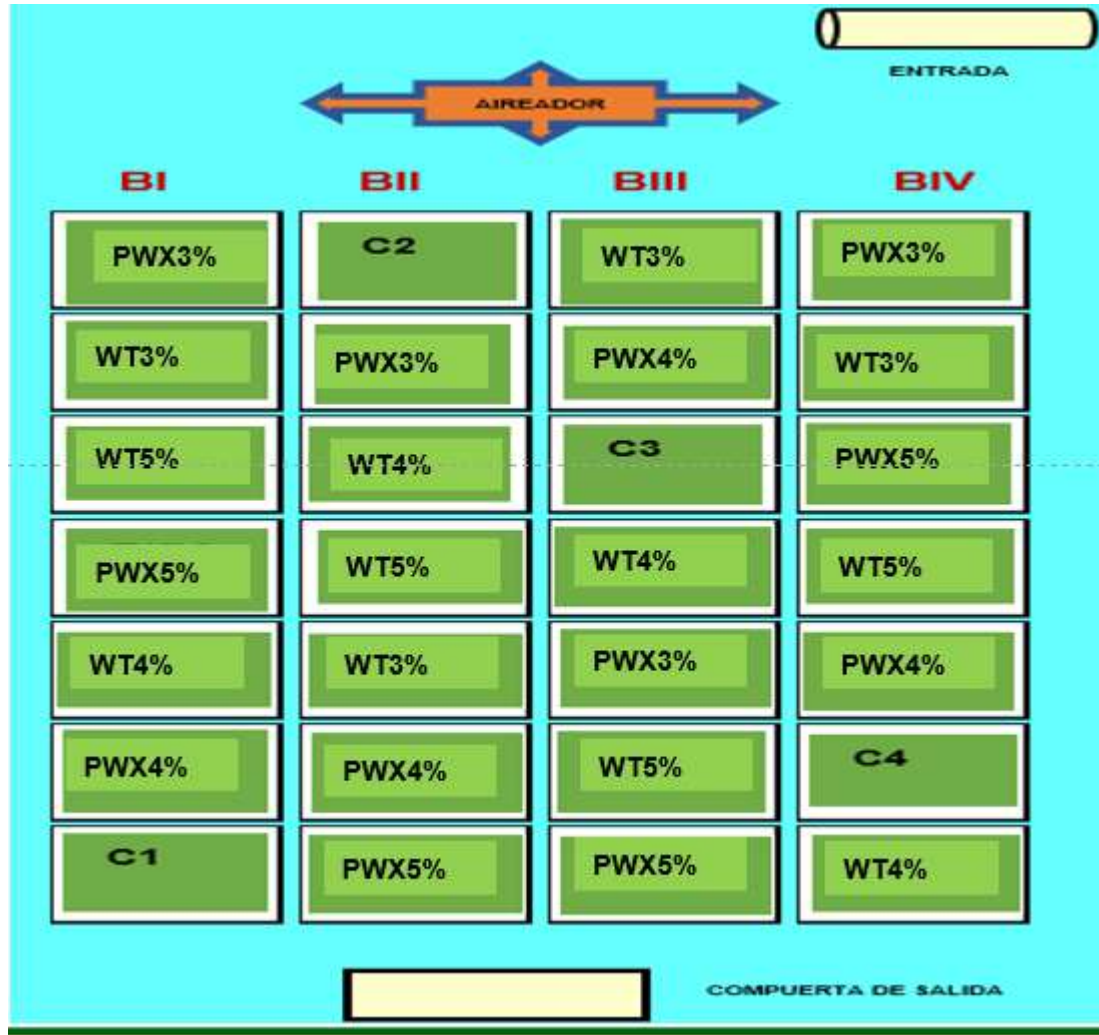 ENTRADA
AIREADOR
BI BII BIII BIV
PWX3% C2 WT3% PWX3%
WT3% PWX3% PWX4% WT3%
WT5% WT4% C3 PWX5%
PWX5% WT5% WT4% WT5%
WT4% WT3% PWX3% PWX4%
PWX4% PWX4% WT5% C4
C1 PWX5% PWX5% WT4%
COMPUERTA DE SALIDA